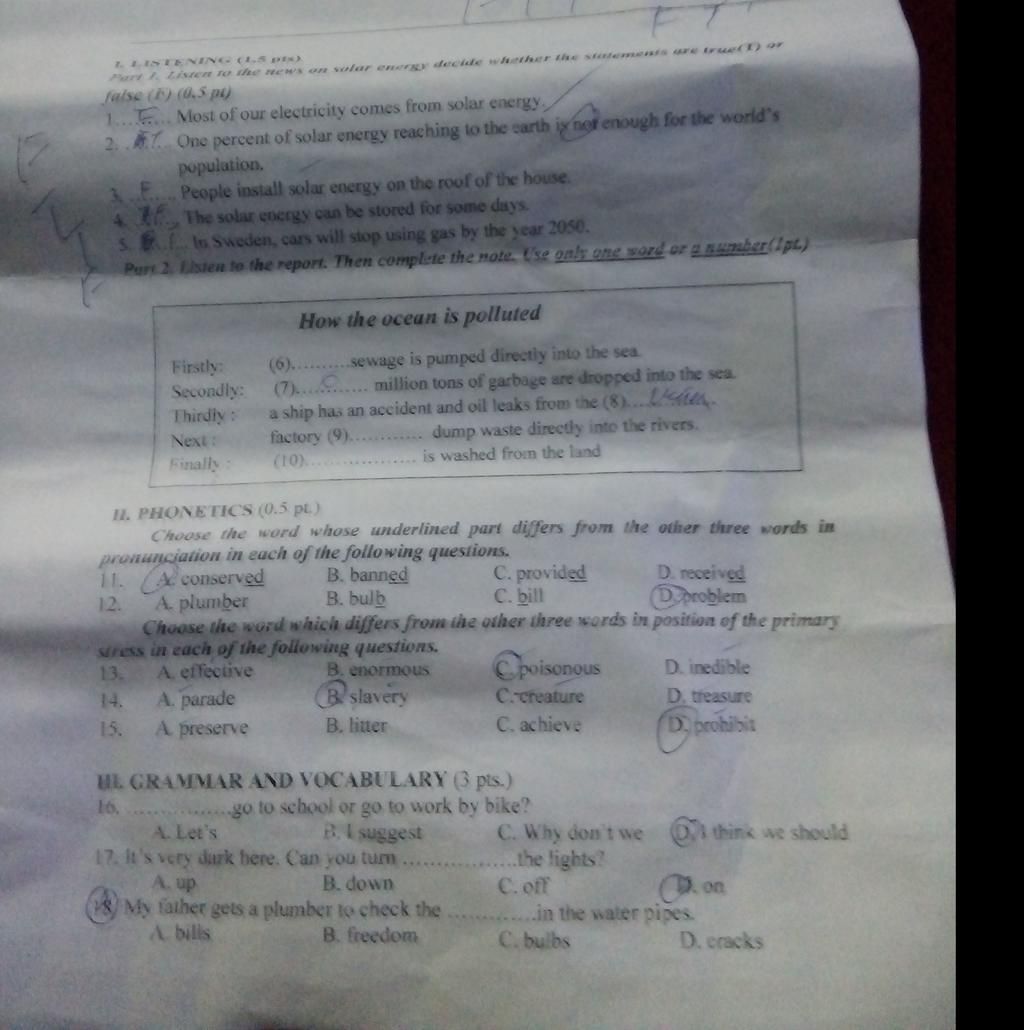 I. LISTENING (1.5 pts)
Part 1. Listen to the news on solar energy decide whether the statements are true(T) or
false (F) (0,5 pt)
1....F.... Most of our electricity comes from solar energy.
2. ..T... One percent of solar energy reaching to the earth is not enough for the world's
population.
3. ..F.... People install solar energy on the roof of the house.
4. ..F.. The solar energy can be stored for some days.
5. ..F... In Sweden, cars will stop using gas by the year 2050.
Part 2. Listen to the report. Then complete the note. Use only one word or a number(1pt.)
How the ocean is polluted
Firstly: (6)...........sewage is pumped directly into the sea.
Secondly: (7)............ million tons of garbage are dropped into the sea.
Thirdly : a ship has an accident and oil leaks from the (8)....
Next : factory (9)............ dump waste directly into the rivers.
Finally : (10).................. is washed from the land
II. PHONETICS (0.5 pt.)
Choose the word whose underlined part differs from the other three words in
pronunciation in each of the following questions.
11. A. conserved B. banned C. provided D. received
12. A. plumber B. bulb C. bill D. problem
Choose the word which differs from the other three words in position of the primary
stress in each of the following questions.
13. A. effective B. enormous C. poisonous D. inedible
14. A. parade B. slavery C. creature D. treasure
15. A. preserve B. litter C. achieve D. prohibit
III. GRAMMAR AND VOCABULARY (3 pts.)
16. ..................go to school or go to work by bike?
A. Let's B. I suggest C. Why don't we D. I think we should
17. It's very dark here. Can you turn ....................the lights?
A. up B. down C. off D. on
18. My father gets a plumber to check the ...............in the water pipes.
A. bills B. freedom C. bulbs D. cracks